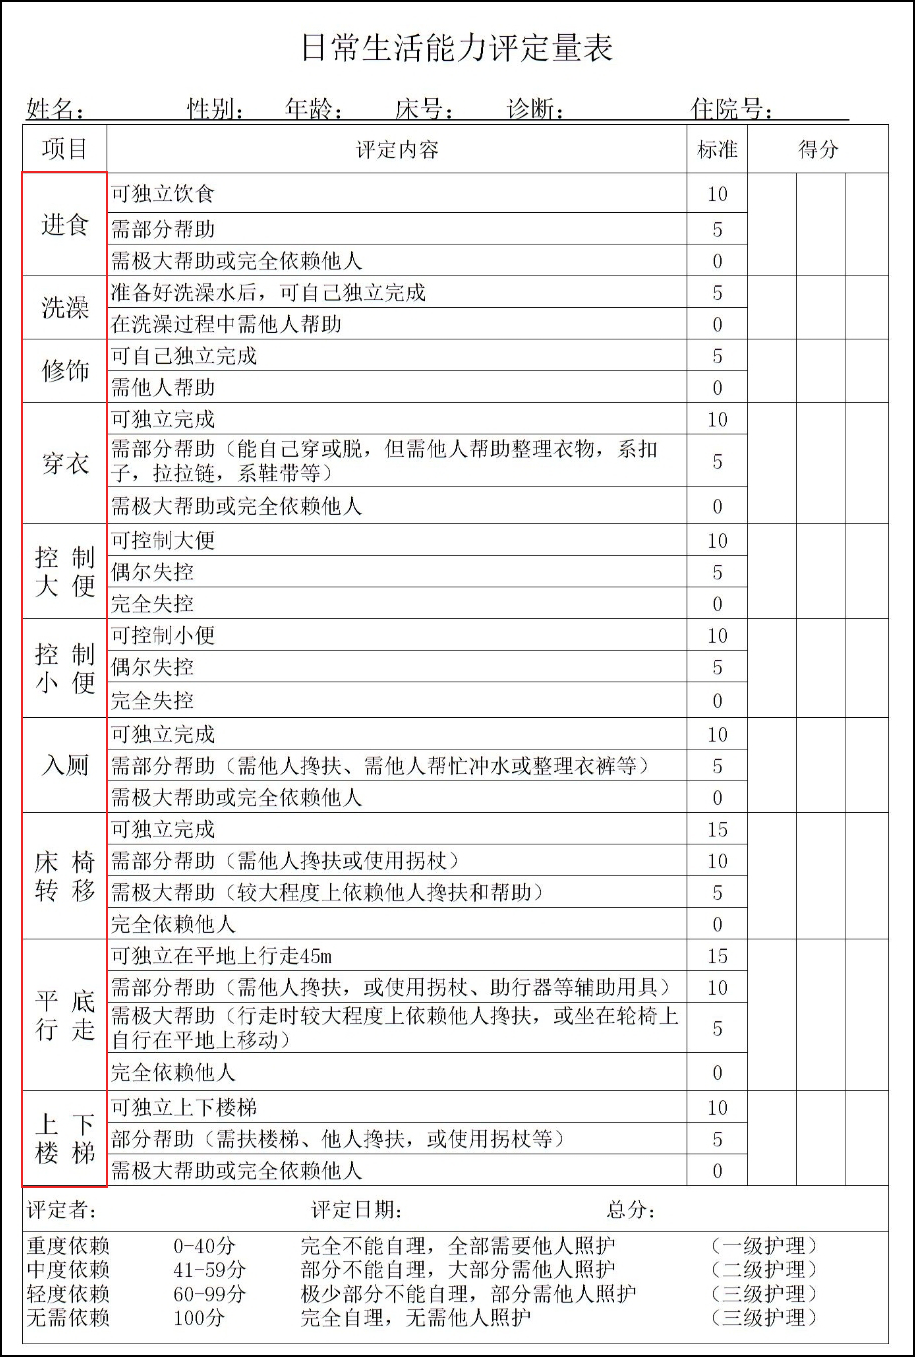 日常生活能力评定量表
姓名： 性别： 年龄： 床号： 诊断： 住院号：
项目 评定内容 标准 得分
进食
可独立饮食 10
需部分帮助 5
需极大帮助或完全依赖他人 0
洗澡
准备好洗澡水后，可自己独立完成 5
在洗澡过程中需他人帮助 0
修饰
可自己独立完成 5
需他人帮助 0
穿衣
可独立完成 10
需部分帮助（能自己穿或脱，但需他人帮助整理衣物，系扣
子，拉拉链，系鞋带等） 5
需极大帮助或完全依赖他人 0
控制
大便
可控制大便 10
偶尔失控 5
完全失控 0
控制
小便
可控制小便 10
偶尔失控 5
完全失控 0
入厕
可独立完成 10
需部分帮助（需他人搀扶、需他人帮忙冲水或整理衣裤等） 5
需极大帮助或完全依赖他人 0
床椅
转移
可独立完成 15
需部分帮助（需他人搀扶或使用拐杖） 10
需极大帮助（较大程度上依赖他人搀扶和帮助） 5
完全依赖他人 0
平底
行走
可独立在平地上行走45m 15
需部分帮助（需他人搀扶，或使用拐杖、助行器等辅助用具） 10
需极大帮助（行走时较大程度上依赖他人搀扶，或坐在轮椅上
自行在平地上移动） 5
完全依赖他人 0
上下
楼梯
可独立上下楼梯 10
部分帮助（需扶楼梯、他人搀扶，或使用拐杖等） 5
需极大帮助或完全依赖他人 0
评定者： 评定日期： 总分：
重度依赖 0-40分 完全不能自理，全部需要他人照护 （一级护理）
中度依赖 41-59分 部分不能自理，大部分需他人照护 （二级护理）
轻度依赖 60-99分 极少部分不能自理，部分需他人照护 （三级护理）
无需依赖 100分 完全自理，无需他人照护 （三级护理）